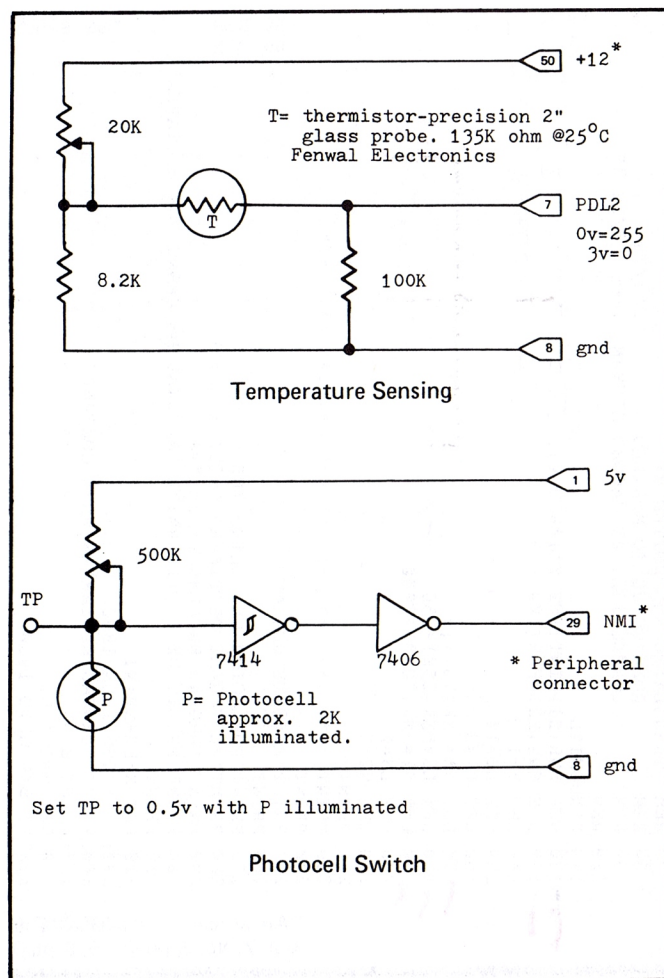 50 +12*
20K
T= thermistor-precision 2"
glass probe. 135K ohm @25°C
Fenwal Electronics
T
7 PDL2
0v=255
3v=0
8.2K
100K
8 gnd
Temperature Sensing
1 5v
500K
TP
29 NMI*
7414
7406
* Peripheral
connector
P
P= Photocell
approx. 2K
illuminated.
8 gnd
Set TP to 0.5v with P illuminated
Photocell Switch